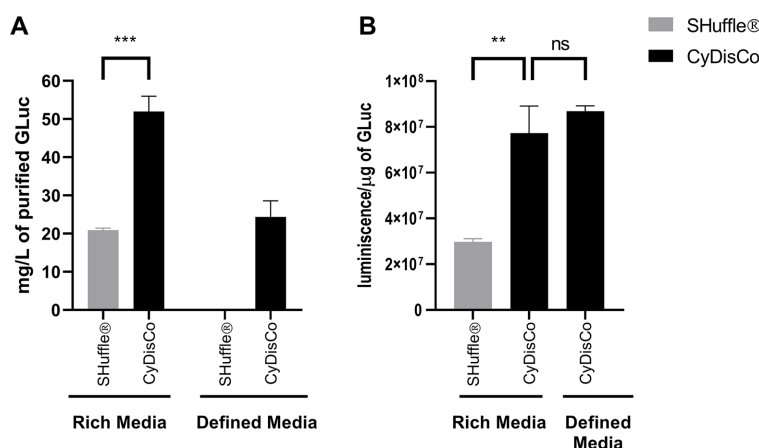 A
***
mg/L of purified GLuc
60
50
40
30
20
10
0
SHuffle®
CyDisCo
SHuffle®
CyDisCo
Rich Media
Defined Media
B
**
ns
luminiscence/µg of GLuc
1×10⁸
8×10⁷
6×10⁷
4×10⁷
2×10⁷
0
SHuffle®
CyDisCo
CyDisCo
Rich Media
Defined
Media
SHuffle®
CyDisCo